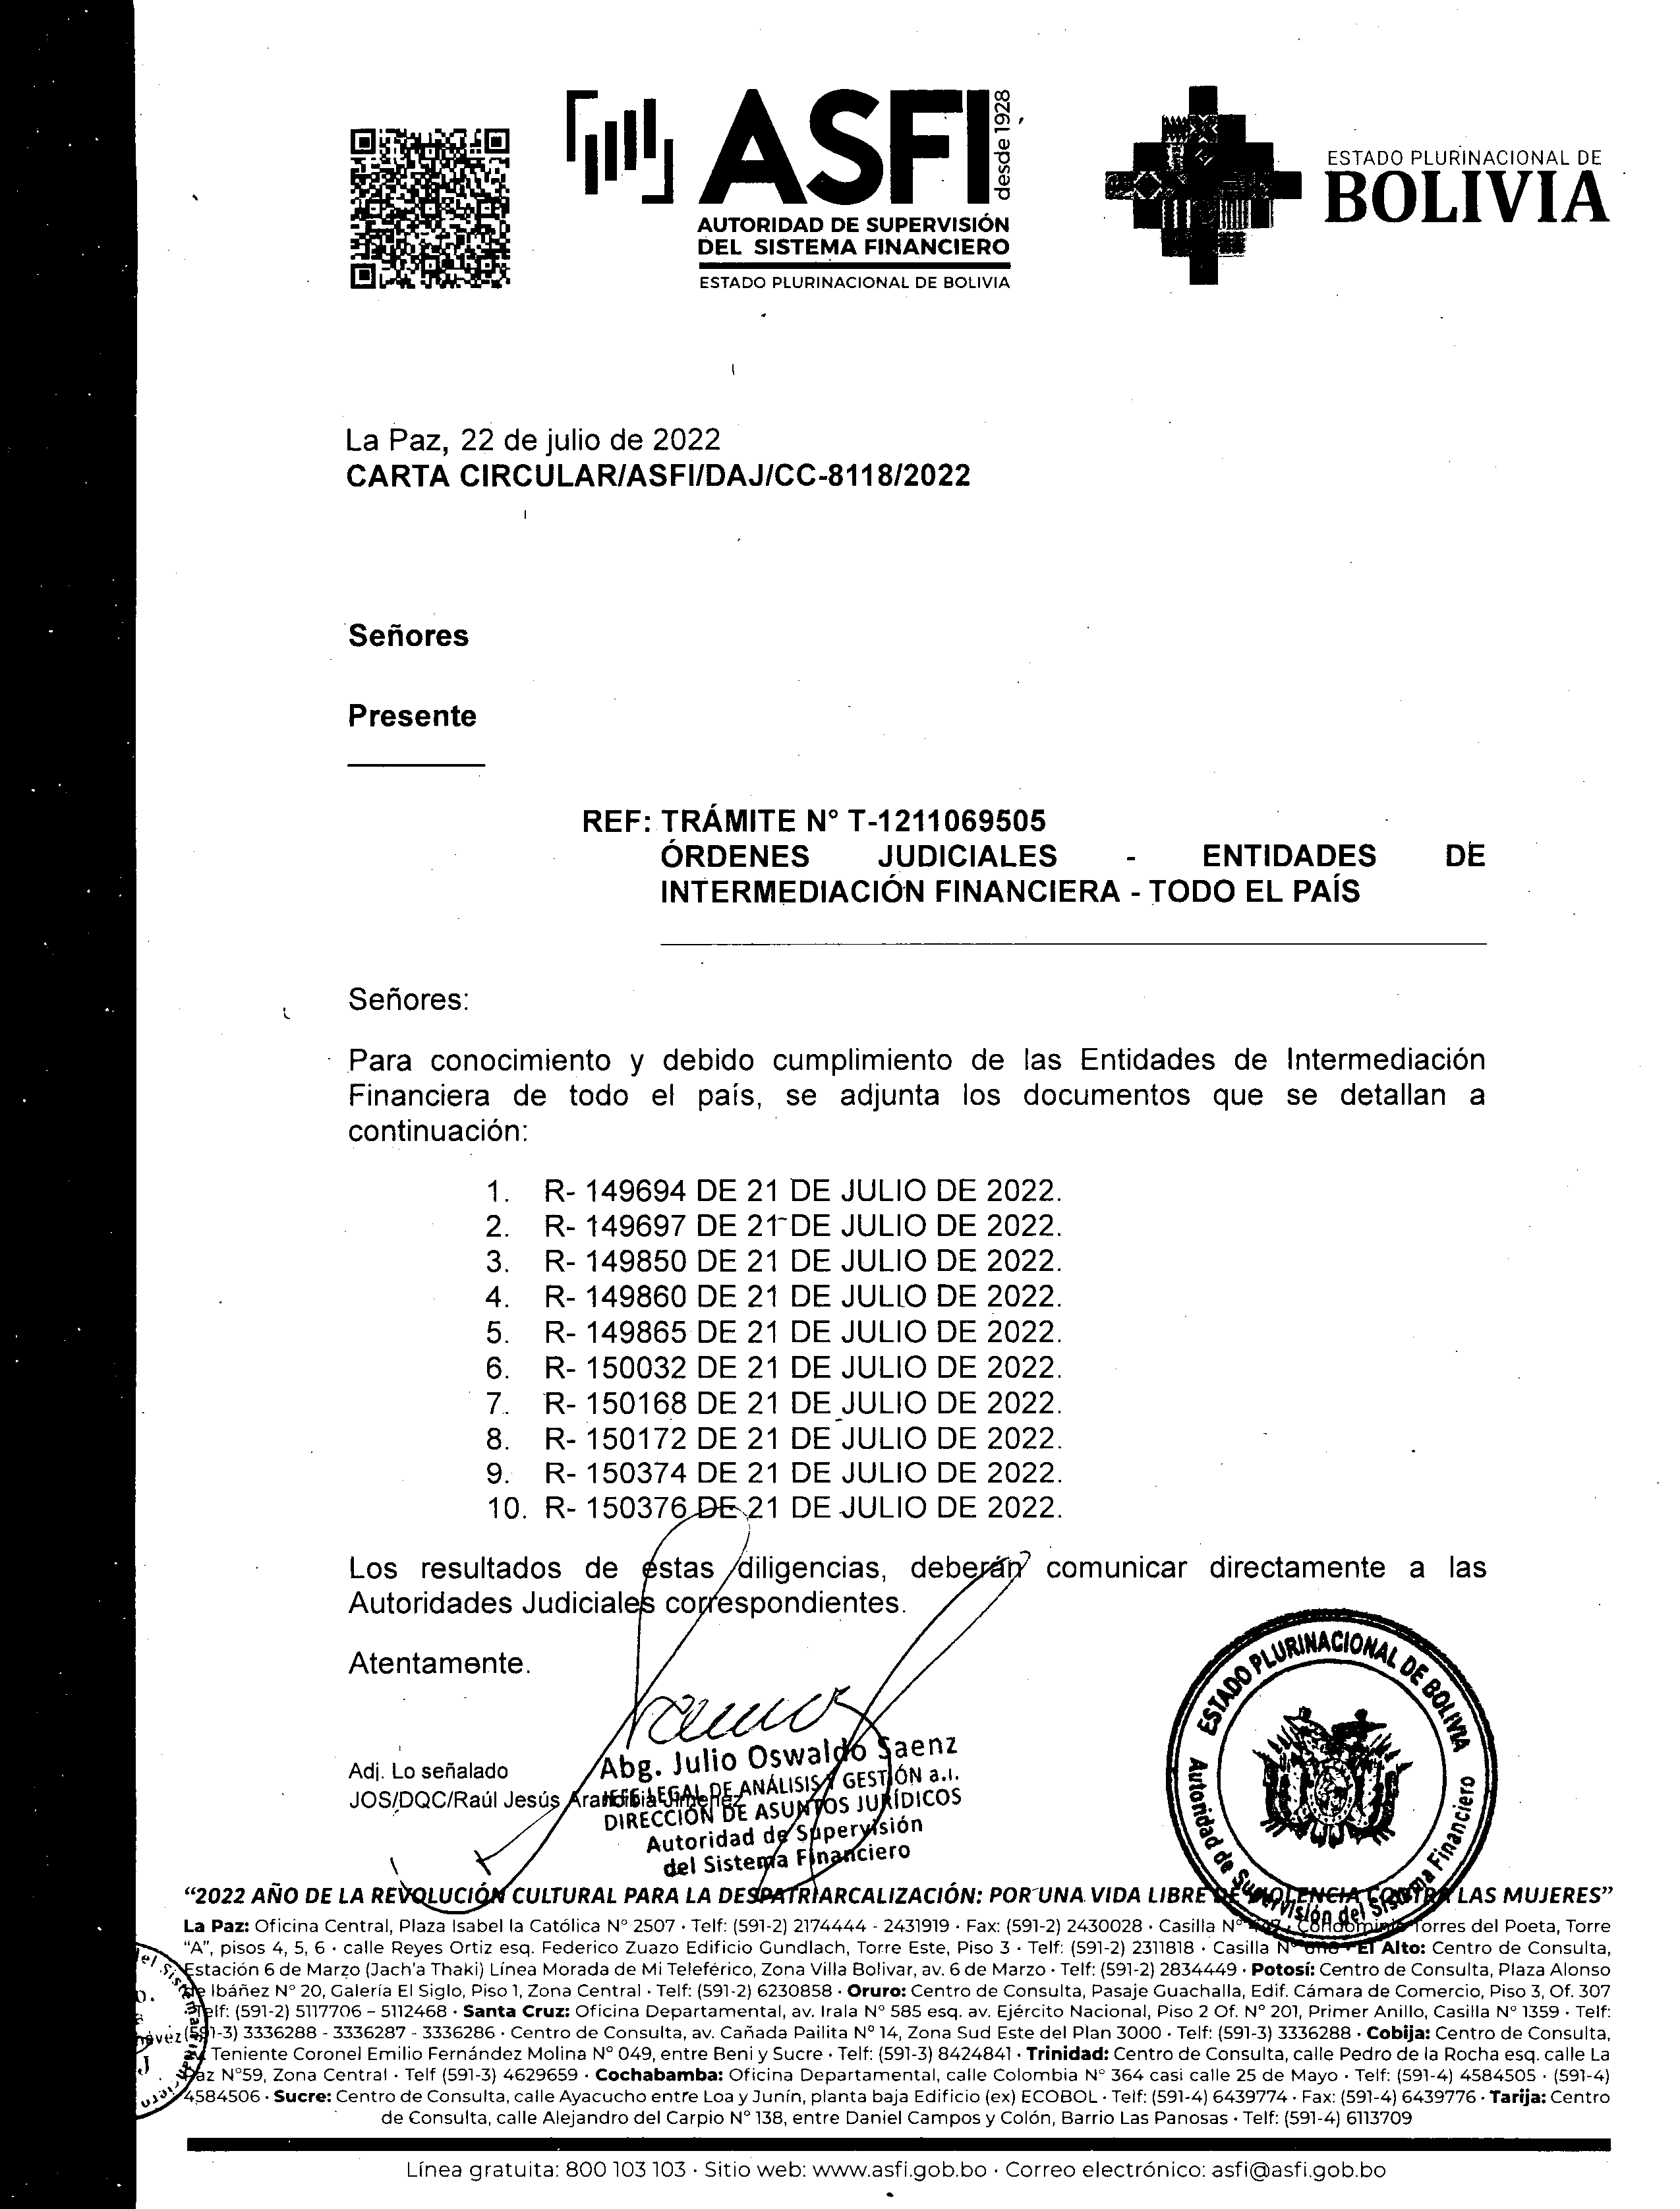 ASFI
desde 1928
AUTORIDAD DE SUPERVISIÓN
DEL SISTEMA FINANCIERO
ESTADO PLURINACIONAL DE BOLIVIA
ESTADO PLURINACIONAL DE
BOLIVIA
La Paz, 22 de julio de 2022
CARTA CIRCULAR/ASFI/DAJ/CC-8118/2022
Señores
Presente
REF: TRÁMITE N° T-1211069505
ÓRDENES JUDICIALES - ENTIDADES DE
INTERMEDIACIÓN FINANCIERA - TODO EL PAÍS
Señores:
Para conocimiento y debido cumplimiento de las Entidades de Intermediación
Financiera de todo el país, se adjunta los documentos que se detallan a
continuación:
1. R- 149694 DE 21 DE JULIO DE 2022.
2. R- 149697 DE 21 DE JULIO DE 2022.
3. R- 149850 DE 21 DE JULIO DE 2022.
4. R- 149860 DE 21 DE JULIO DE 2022.
5. R- 149865 DE 21 DE JULIO DE 2022.
6. R- 150032 DE 21 DE JULIO DE 2022.
7. R- 150168 DE 21 DE JULIO DE 2022.
8. R- 150172 DE 21 DE JULIO DE 2022.
9. R- 150374 DE 21 DE JULIO DE 2022.
10. R- 150376 DE 21 DE JULIO DE 2022.
Los resultados de estas diligencias, deberán comunicar directamente a las
Autoridades Judiciales correspondientes.
Atentamente.
Adj. Lo señalado
JOS/DQC/Raúl Jesús Arancibia Jimenez
Abg. Julio Oswaldo Saenz
JEFE LEGAL DE ANÁLISIS Y GESTIÓN a.i.
DIRECCIÓN DE ASUNTOS JURÍDICOS
Autoridad de Supervisión
del Sistema Financiero
ESTADO PLURINACIONAL DE BOLIVIA
Autoridad de Supervisión del Sistema Financiero
“2022 AÑO DE LA REVOLUCIÓN CULTURAL PARA LA DESPATRIARCALIZACIÓN: POR UNA VIDA LIBRE DE VIOLENCIA CONTRA LAS MUJERES”
La Paz: Oficina Central, Plaza Isabel la Católica N° 2507 · Telf: (591-2) 2174444 - 2431919 · Fax: (591-2) 2430028 · Casilla N° Condominio Torres del Poeta, Torre
“A”, pisos 4, 5, 6 · calle Reyes Ortiz esq. Federico Zuazo Edificio Gundlach, Torre Este, Piso 3 · Telf: (591-2) 2311818 · Casilla N° El Alto: Centro de Consulta,
Estación 6 de Marzo (Jach’a Thaki) Línea Morada de Mi Teleférico, Zona Villa Bolivar, av. 6 de Marzo · Telf: (591-2) 2834449 · Potosí: Centro de Consulta, Plaza Alonso
de Ibáñez N° 20, Galería El Siglo, Piso 1, Zona Central · Telf: (591-2) 6230858 · Oruro: Centro de Consulta, Pasaje Guachalla, Edif. Cámara de Comercio, Piso 3, Of. 307
Telf: (591-2) 5117706 – 5112468 · Santa Cruz: Oficina Departamental, av. Irala N° 585 esq. av. Ejército Nacional, Piso 2 Of. N° 201, Primer Anillo, Casilla N° 1359 · Telf:
(591-3) 3336288 - 3336287 - 3336286 · Centro de Consulta, av. Cañada Pailita N° 14, Zona Sud Este del Plan 3000 · Telf: (591-3) 3336288 · Cobija: Centro de Consulta,
Teniente Coronel Emilio Fernández Molina N° 049, entre Beni y Sucre · Telf: (591-3) 8424841 · Trinidad: Centro de Consulta, calle Pedro de la Rocha esq. calle La
Paz N°59, Zona Central · Telf (591-3) 4629659 · Cochabamba: Oficina Departamental, calle Colombia N° 364 casi calle 25 de Mayo · Telf: (591-4) 4584505 · (591-4)
4584506 · Sucre: Centro de Consulta, calle Ayacucho entre Loa y Junín, planta baja Edificio (ex) ECOBOL · Telf: (591-4) 6439774 · Fax: (591-4) 6439776 · Tarija: Centro
de Consulta, calle Alejandro del Carpio N° 138, entre Daniel Campos y Colón, Barrio Las Panosas · Telf: (591-4) 6113709
Línea gratuita: 800 103 103 · Sitio web: www.asfi.gob.bo · Correo electrónico: asfi@asfi.gob.bo